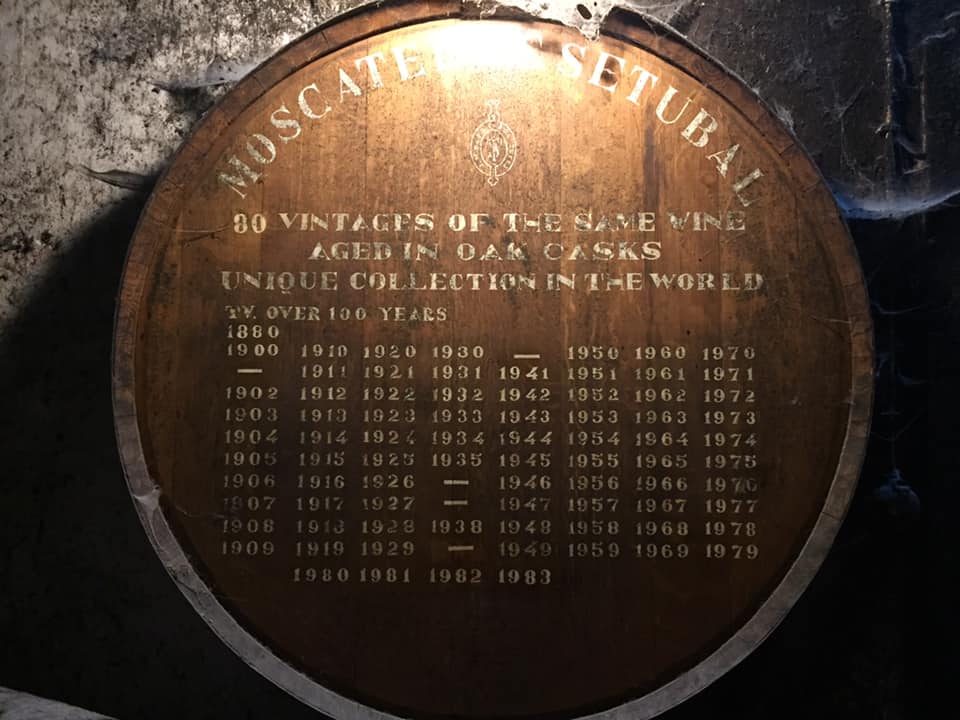 MOSCATEL DE SETUBAL
80 VINTAGES OF THE SAME WINE
AGED IN OAK CASKS
UNIQUE COLLECTION IN THE WORLD
TV. OVER 100 YEARS
1880
1900 1910 1920 1930 — 1950 1960 1970
— 1911 1921 1931 1941 1951 1961 1971
1902 1912 1922 1932 1942 1952 1962 1972
1903 1913 1923 1933 1943 1953 1963 1973
1904 1914 1924 1934 1944 1954 1964 1974
1905 1915 1925 1935 1945 1955 1965 1975
1906 1916 1926 — 1946 1956 1966 1976
1907 1917 1927 — 1947 1957 1967 1977
1908 1918 1928 1938 1948 1958 1968 1978
1909 1919 1929 — 1949 1959 1969 1979
1980 1981 1982 1983